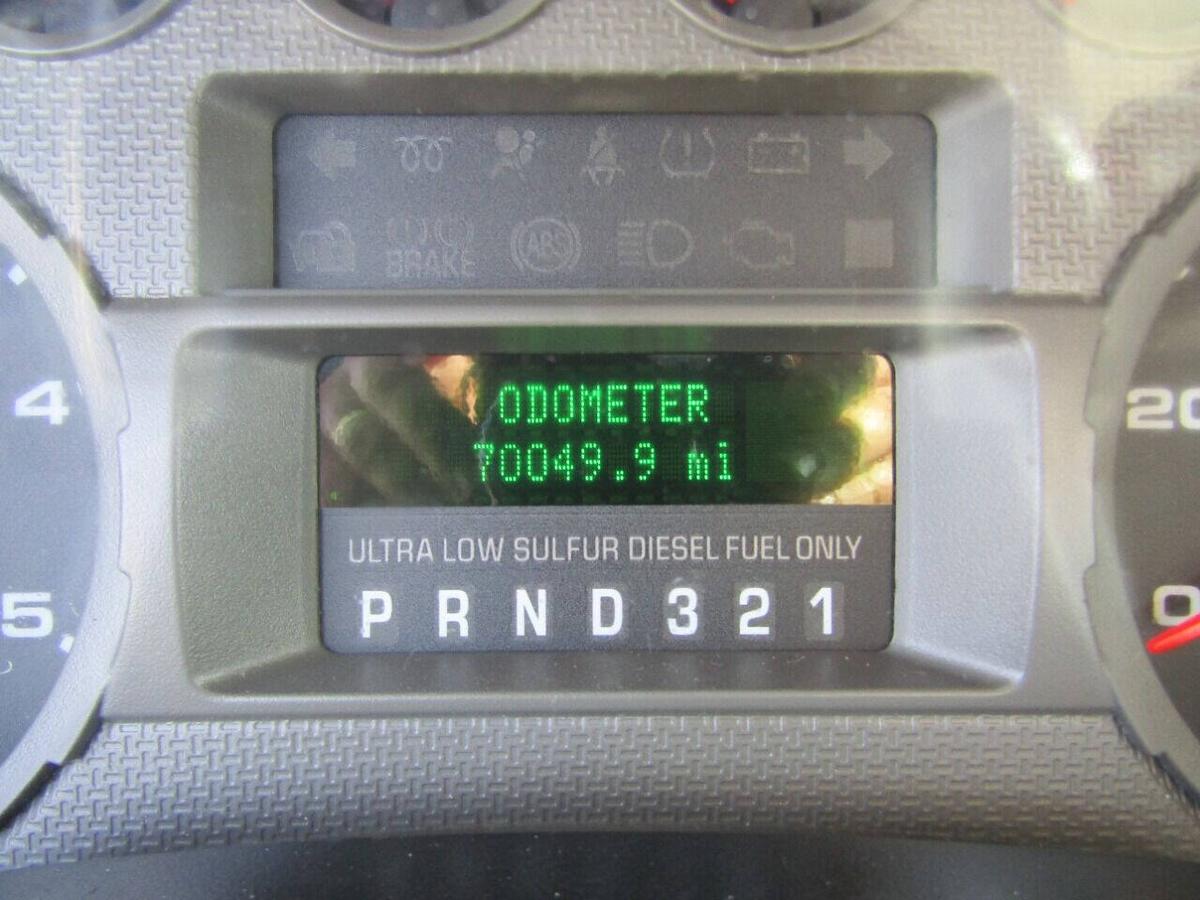 BRAKE
ABS
ODOMETER
70049.9 mi
ULTRA LOW SULFUR DIESEL FUEL ONLY
P R N D 3 2 1
4
5
20
0